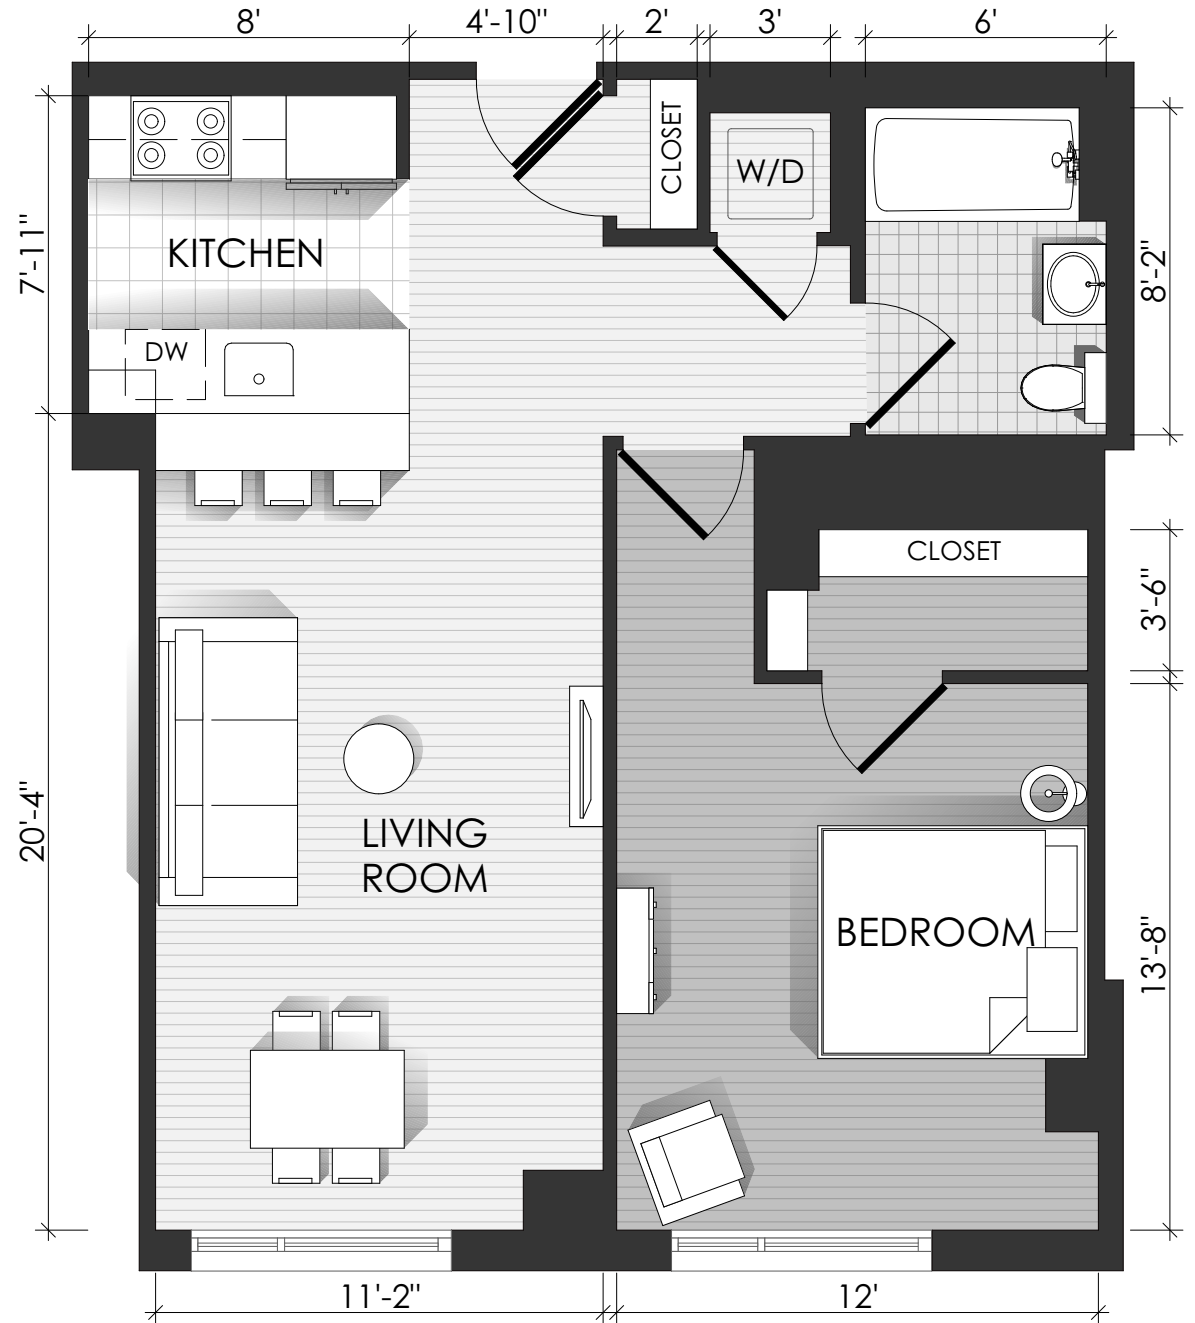 8'
4'-10"
2'
3'
6'
CLOSET
W/D
7'-11"
KITCHEN
8'-2"
DW
CLOSET
3'-6"
20'-4"
LIVING
ROOM
BEDROOM
13'-8"
11'-2"
12'